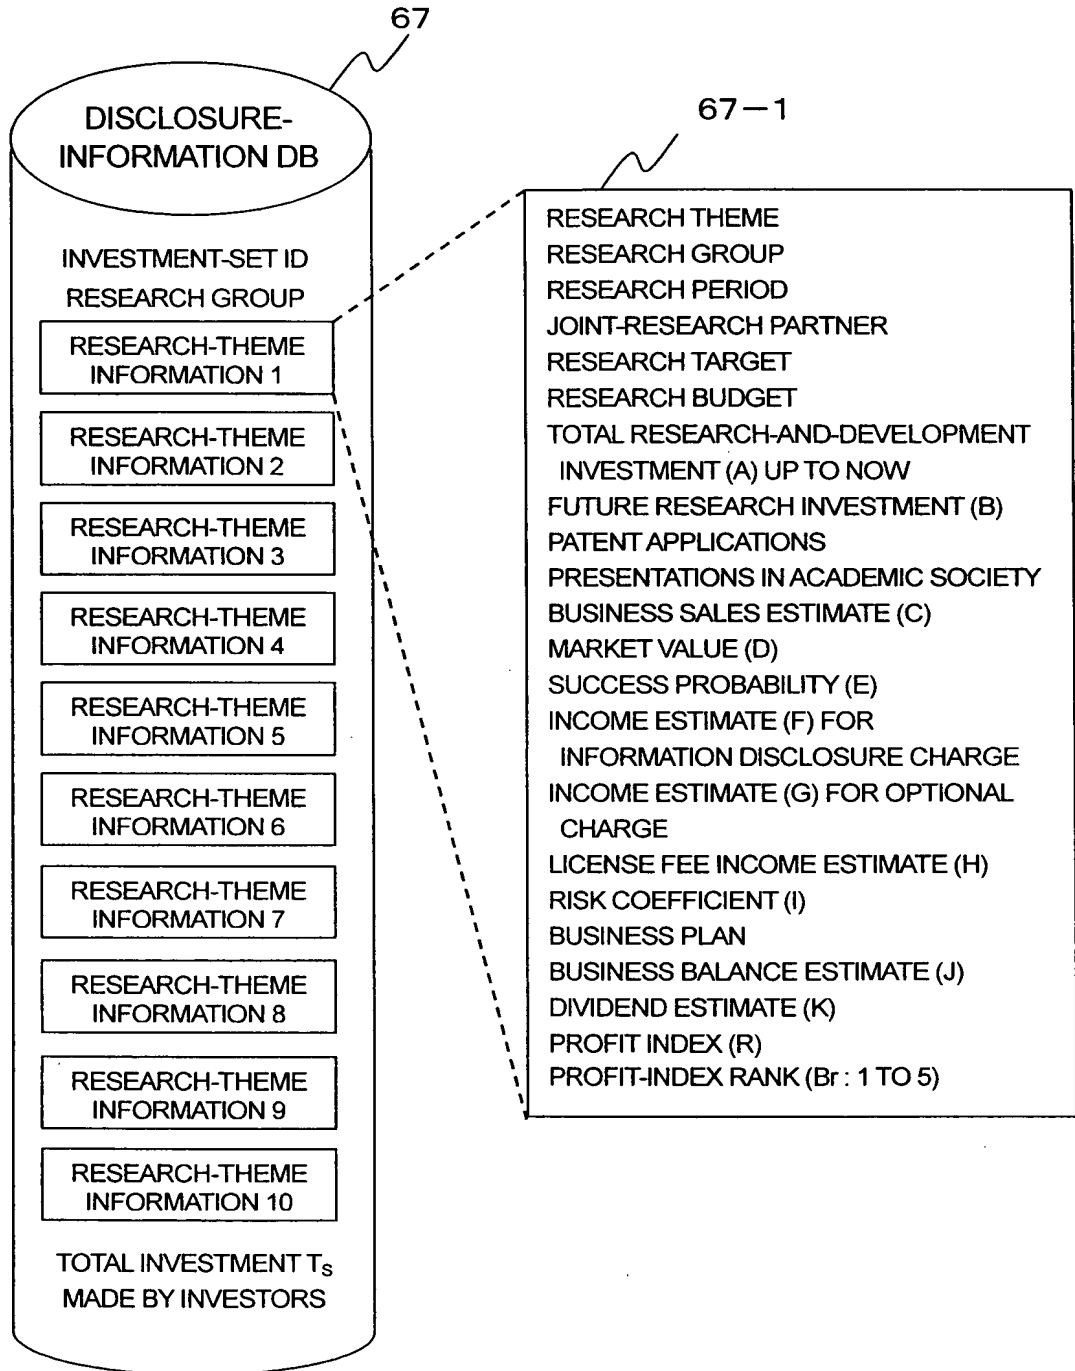 67
DISCLOSURE-
INFORMATION DB
INVESTMENT-SET ID
RESEARCH GROUP
RESEARCH-THEME
INFORMATION 1
RESEARCH-THEME
INFORMATION 2
RESEARCH-THEME
INFORMATION 3
RESEARCH-THEME
INFORMATION 4
RESEARCH-THEME
INFORMATION 5
RESEARCH-THEME
INFORMATION 6
RESEARCH-THEME
INFORMATION 7
RESEARCH-THEME
INFORMATION 8
RESEARCH-THEME
INFORMATION 9
RESEARCH-THEME
INFORMATION 10
TOTAL INVESTMENT Ts
MADE BY INVESTORS
67-1
RESEARCH THEME
RESEARCH GROUP
RESEARCH PERIOD
JOINT-RESEARCH PARTNER
RESEARCH TARGET
RESEARCH BUDGET
TOTAL RESEARCH-AND-DEVELOPMENT
INVESTMENT (A) UP TO NOW
FUTURE RESEARCH INVESTMENT (B)
PATENT APPLICATIONS
PRESENTATIONS IN ACADEMIC SOCIETY
BUSINESS SALES ESTIMATE (C)
MARKET VALUE (D)
SUCCESS PROBABILITY (E)
INCOME ESTIMATE (F) FOR
INFORMATION DISCLOSURE CHARGE
INCOME ESTIMATE (G) FOR OPTIONAL
CHARGE
LICENSE FEE INCOME ESTIMATE (H)
RISK COEFFICIENT (I)
BUSINESS PLAN
BUSINESS BALANCE ESTIMATE (J)
DIVIDEND ESTIMATE (K)
PROFIT INDEX (R)
PROFIT-INDEX RANK (Br : 1 TO 5)